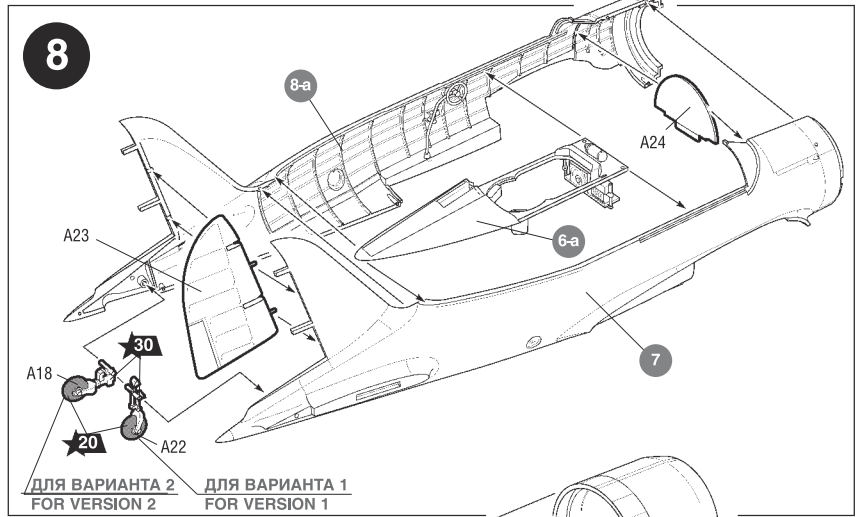 8
8-a
A24
A23
6-a
30
7
A18
20
A22
ДЛЯ ВАРИАНТА 2
FOR VERSION 2
ДЛЯ ВАРИАНТА 1
FOR VERSION 1